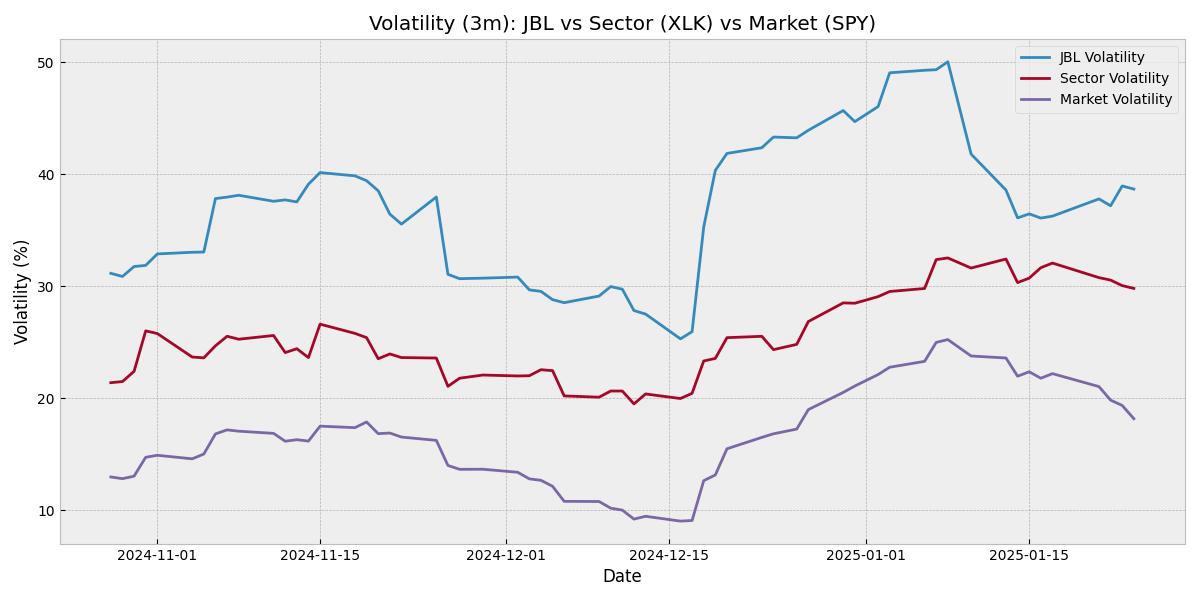 Volatility (3m): JBL vs Sector (XLK) vs Market (SPY)
JBL Volatility
Sector Volatility
Market Volatility
Volatility (%)
50
40
30
20
10
2024-11-01
2024-11-15
2024-12-01
2024-12-15
2025-01-01
2025-01-15
Date